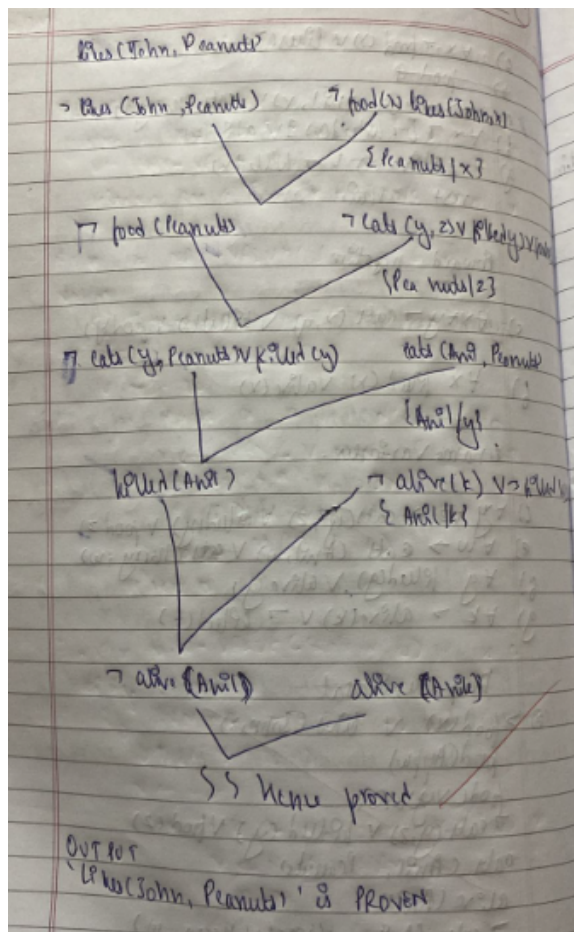 likes (John, Peanuts)
¬ likes (John, Peanuts) ¬ food(x) V likes (John, x)
{Peanuts/x}
¬ food (Peanuts ¬ eats (y, z) V killed(y) V
{Peanuts/z}
¬ eats (y, Peanuts) V killed (y) eats (Anil, Peanuts)
{Anil/y}
killed (Anil) ¬ alive (k) V ¬ killed
{Anil/k}
¬ alive (Anil) alive (Anil)
{ } Hence proved
OUTPUT
'Likes (John, Peanuts)' is PROVEN